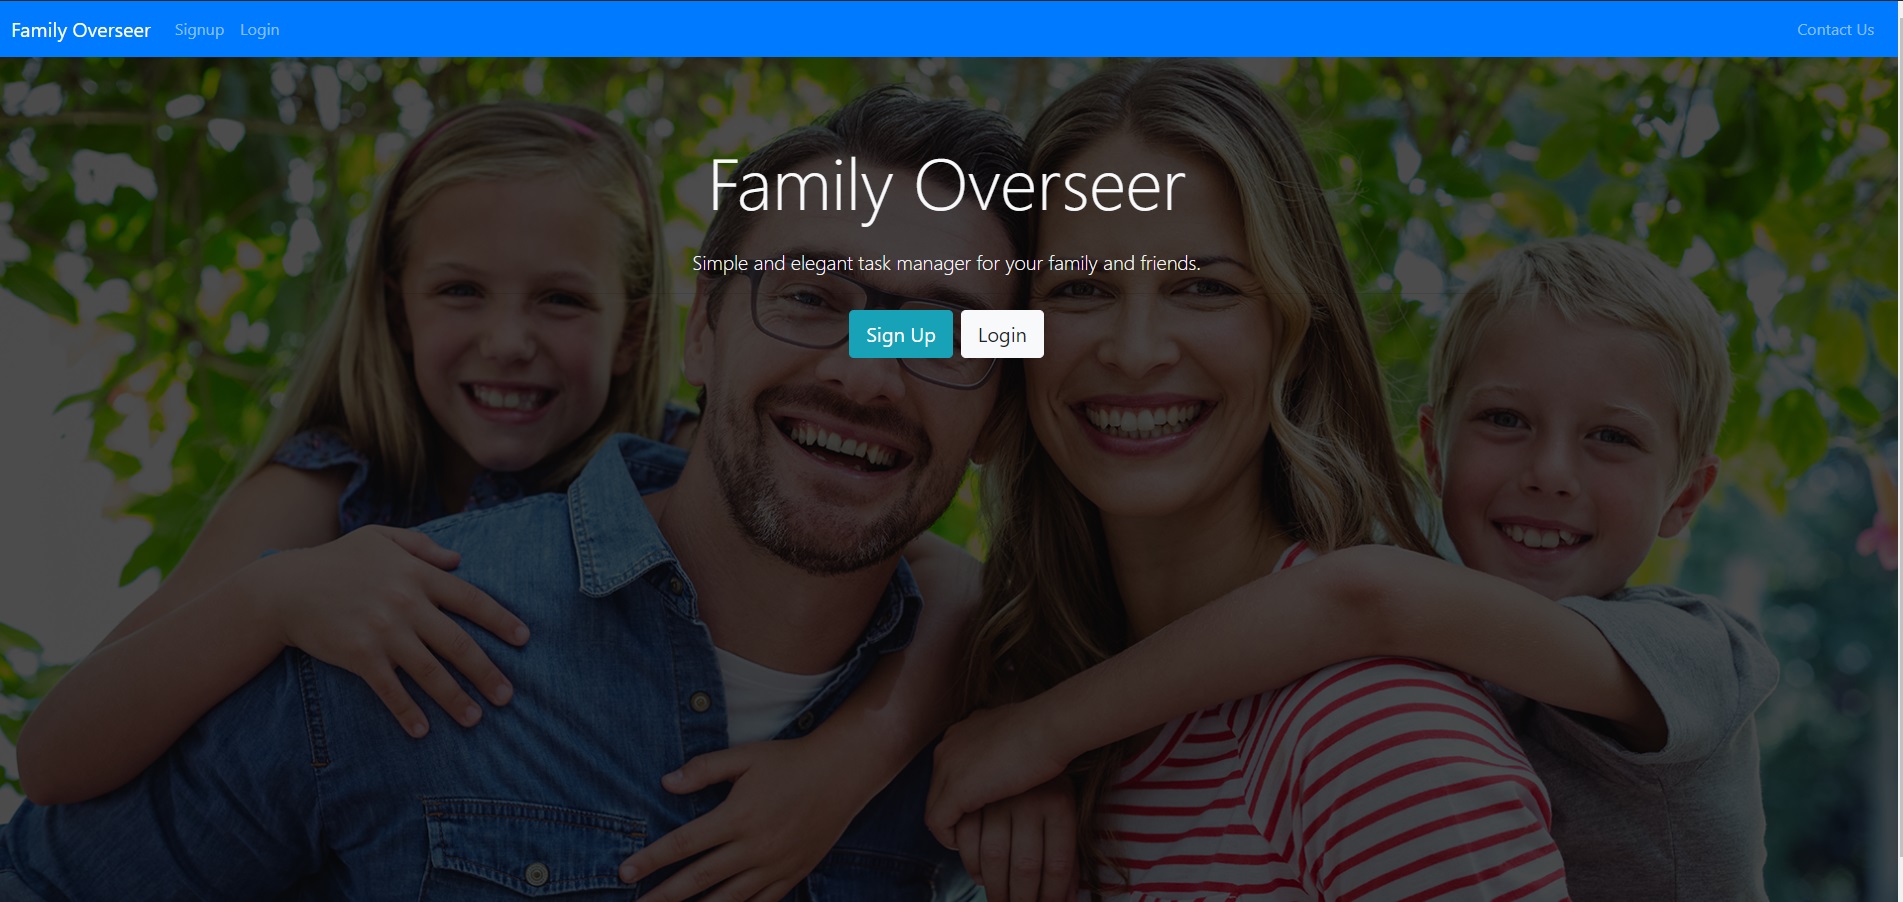 Family Overseer Signup Login Contact Us
Family Overseer
Simple and elegant task manager for your family and friends.
Sign Up Login